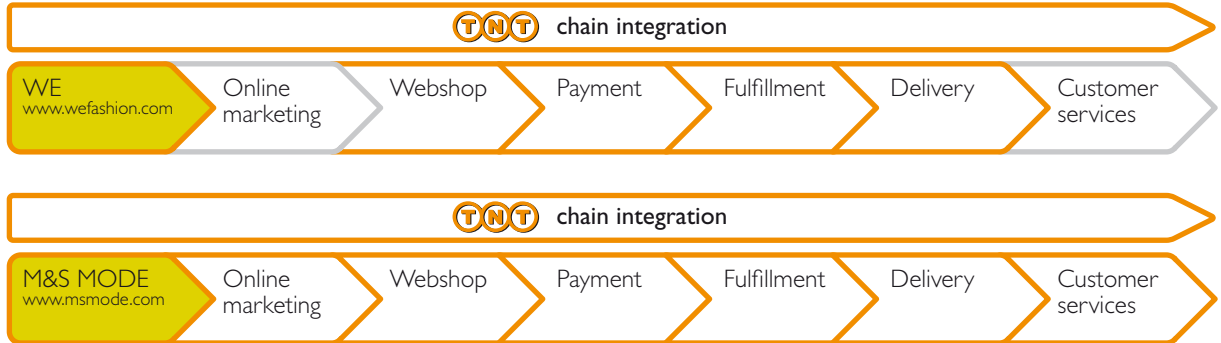 TNT chain integration
WE
www.wefashion.com
Online
marketing
Webshop
Payment
Fulfillment
Delivery
Customer
services
TNT chain integration
M&S MODE
www.msmode.com
Online
marketing
Webshop
Payment
Fulfillment
Delivery
Customer
services